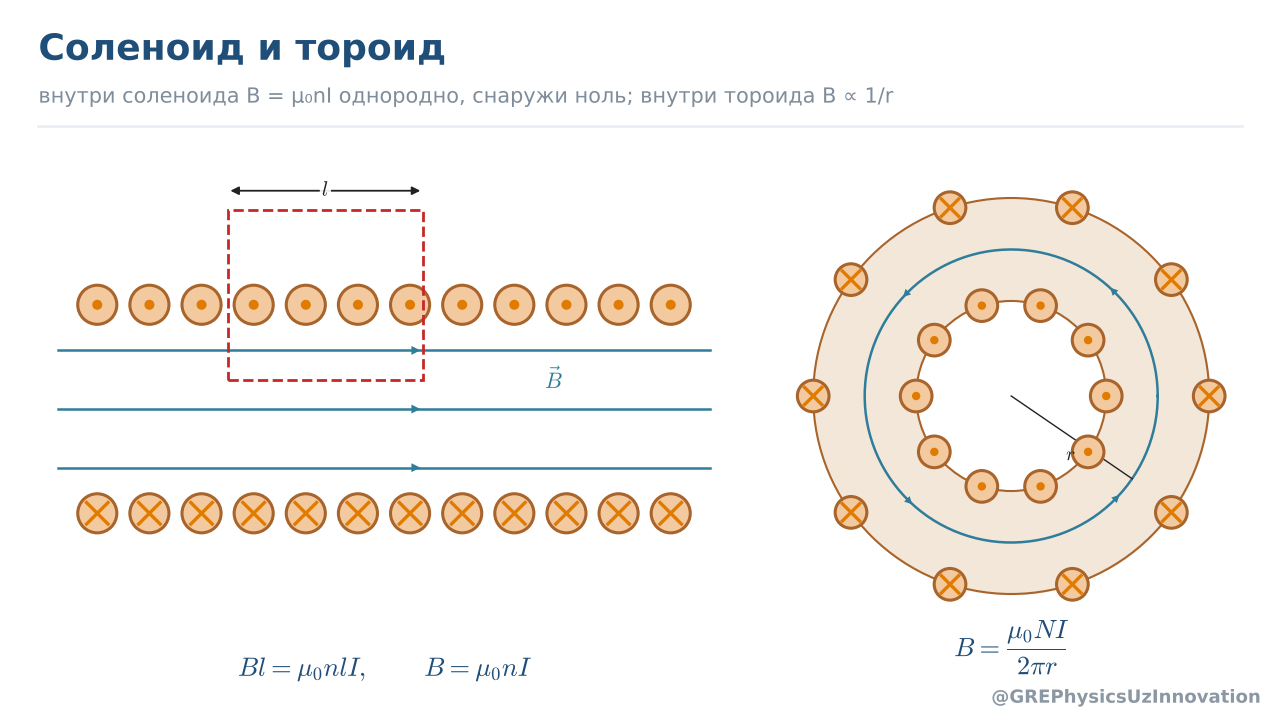 Соленоид и тороид
внутри соленоида B = μ₀nI однородно, снаружи ноль; внутри тороида B ∝ 1/r
l
B⃗
r
Bl = μ₀nlI, B = μ₀nI
B = μ₀NI / 2πr
@GREPhysicsUzInnovation